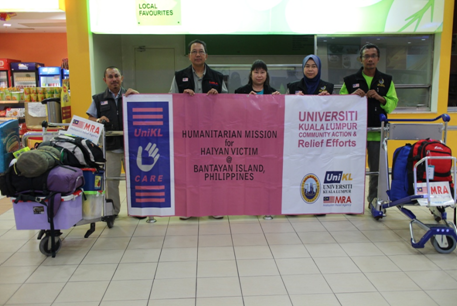 LOCAL
FAVOURITES
UniKL
CARE
HUMANITARIAN MISSION
for
HAIYAN VICTIM
@
BANTAYAN ISLAND,
PHILIPPINES
UNIVERSITI
KUALA LUMPUR
COMMUNITY ACTION &
Relief Efforts
UniKL
UNIVERSITI
KUALA LUMPUR
MRA
MRA
MRA